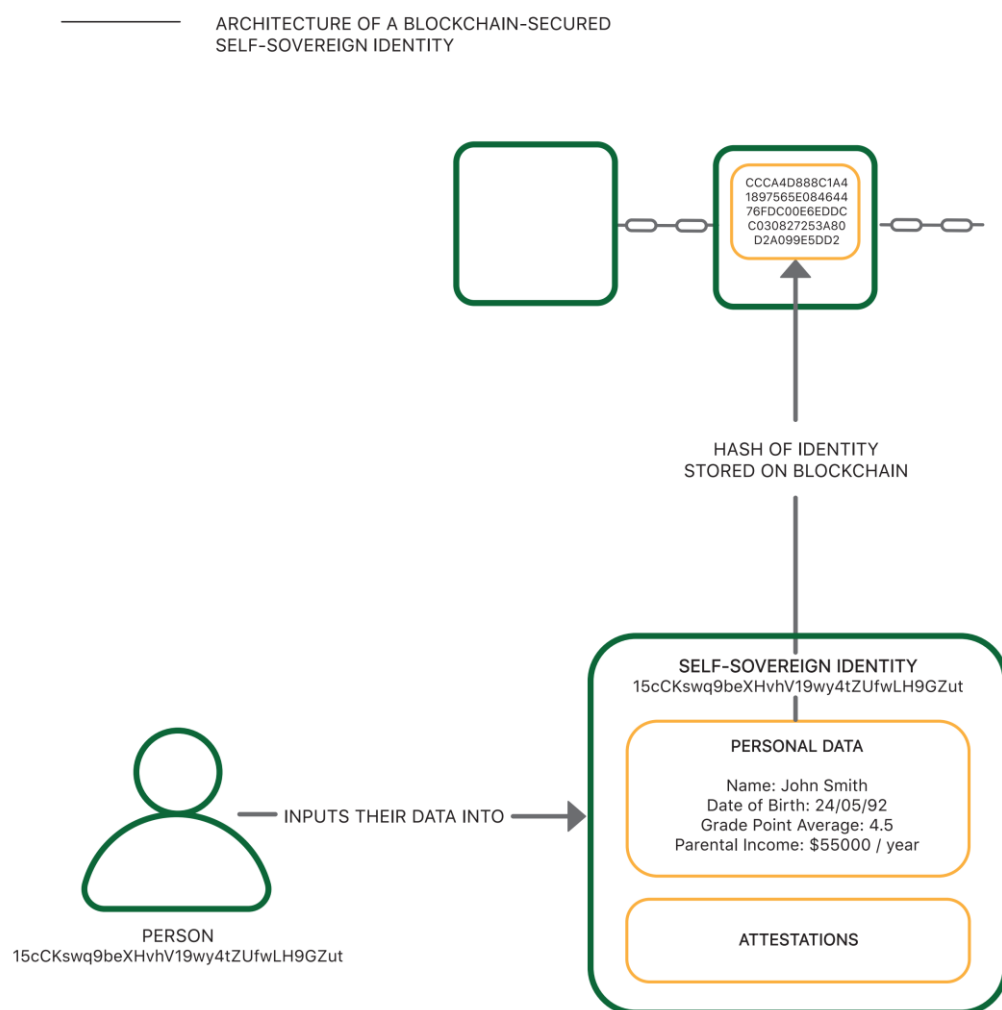 ARCHITECTURE OF A BLOCKCHAIN-SECURED
SELF-SOVEREIGN IDENTITY
CCCA4D888C1A4
1897565E084644
76FDC00E6EDDC
C030827253A80
D2A099E5DD2
HASH OF IDENTITY
STORED ON BLOCKCHAIN
SELF-SOVEREIGN IDENTITY
15cCKswq9beXHvhV19wy4tZUfwLH9GZut
PERSONAL DATA
Name: John Smith
Date of Birth: 24/05/92
Grade Point Average: 4.5
Parental Income: $55000 / year
INPUTS THEIR DATA INTO
ATTESTATIONS
PERSON
15cCKswq9beXHvhV19wy4tZUfwLH9GZut